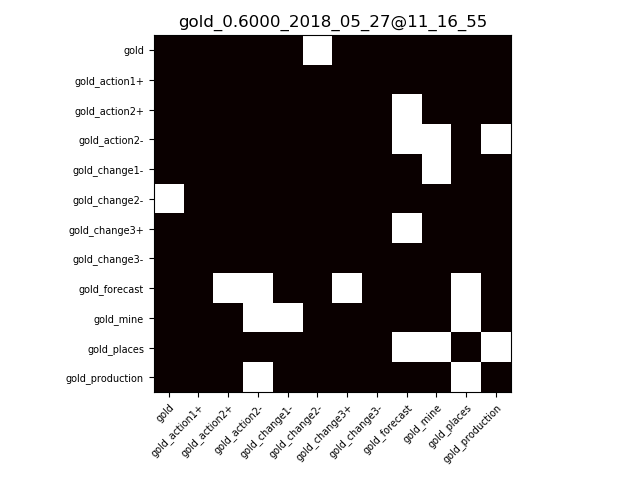 gold_0.6000_2018_05_27@11_16_55
gold
gold_action1+
gold_action2+
gold_action2-
gold_change1-
gold_change2-
gold_change3+
gold_change3-
gold_forecast
gold_mine
gold_places
gold_production
gold
gold_action1+
gold_action2+
gold_action2-
gold_change1-
gold_change2-
gold_change3+
gold_change3-
gold_forecast
gold_mine
gold_places
gold_production